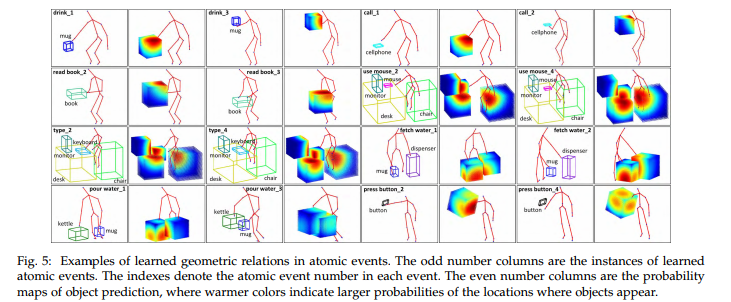 drink_1
mug
drink_3
mug
call_1
cellphone
call_2
cellphone
read book_2
book
read book_3
book
use mouse_2
mouse
monitor
desk
chair
use mouse_4
mouse
monitor
desk
chair
type_2
keyboard
monitor
desk
chair
type_4
keyboard
monitor
desk
chair
fetch water_1
dispenser
mug
fetch water_2
dispenser
mug
pour water_1
kettle
mug
pour water_3
kettle
mug
press button_2
button
press button_4
button
Fig. 5: Examples of learned geometric relations in atomic events. The odd number columns are the instances of learned
atomic events. The indexes denote the atomic event number in each event. The even number columns are the probability
maps of object prediction, where warmer colors indicate larger probabilities of the locations where objects appear.